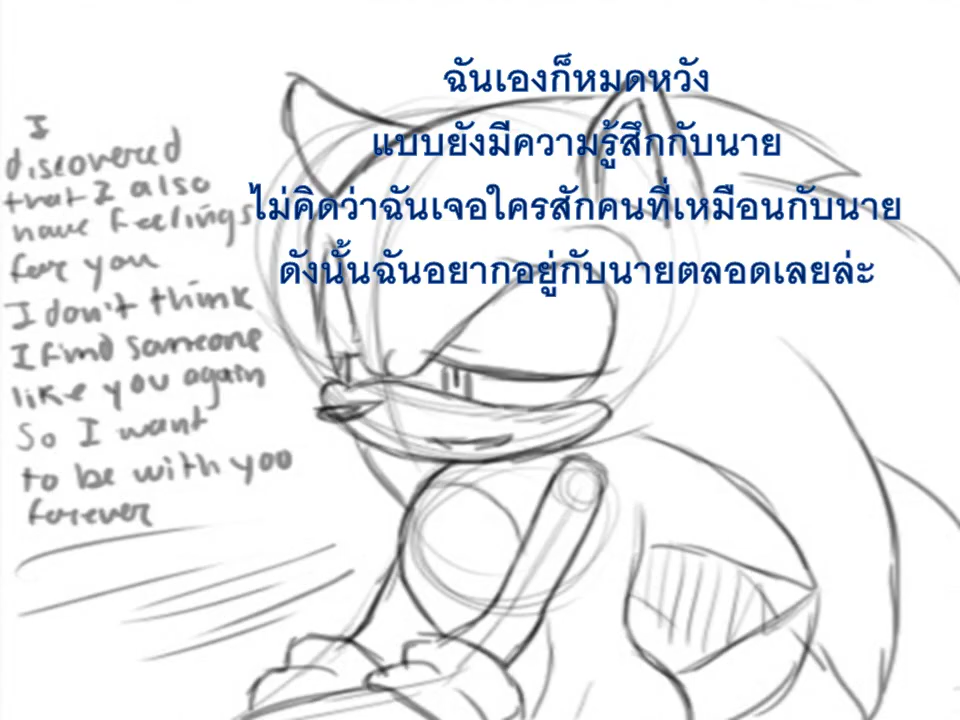 ฉันเองก็หมดหวัง
แบบยังมีความรู้สึกกับนาย
ไม่คิดว่าฉันเจอใครสักคนที่เหมือนกับนาย
ดังนั้นฉันอยากอยู่กับนายตลอดเลยล่ะ
I
discovered
that I also
have feelings
for you
I don't think
I find someone
like you again
So I want
to be with you
forever